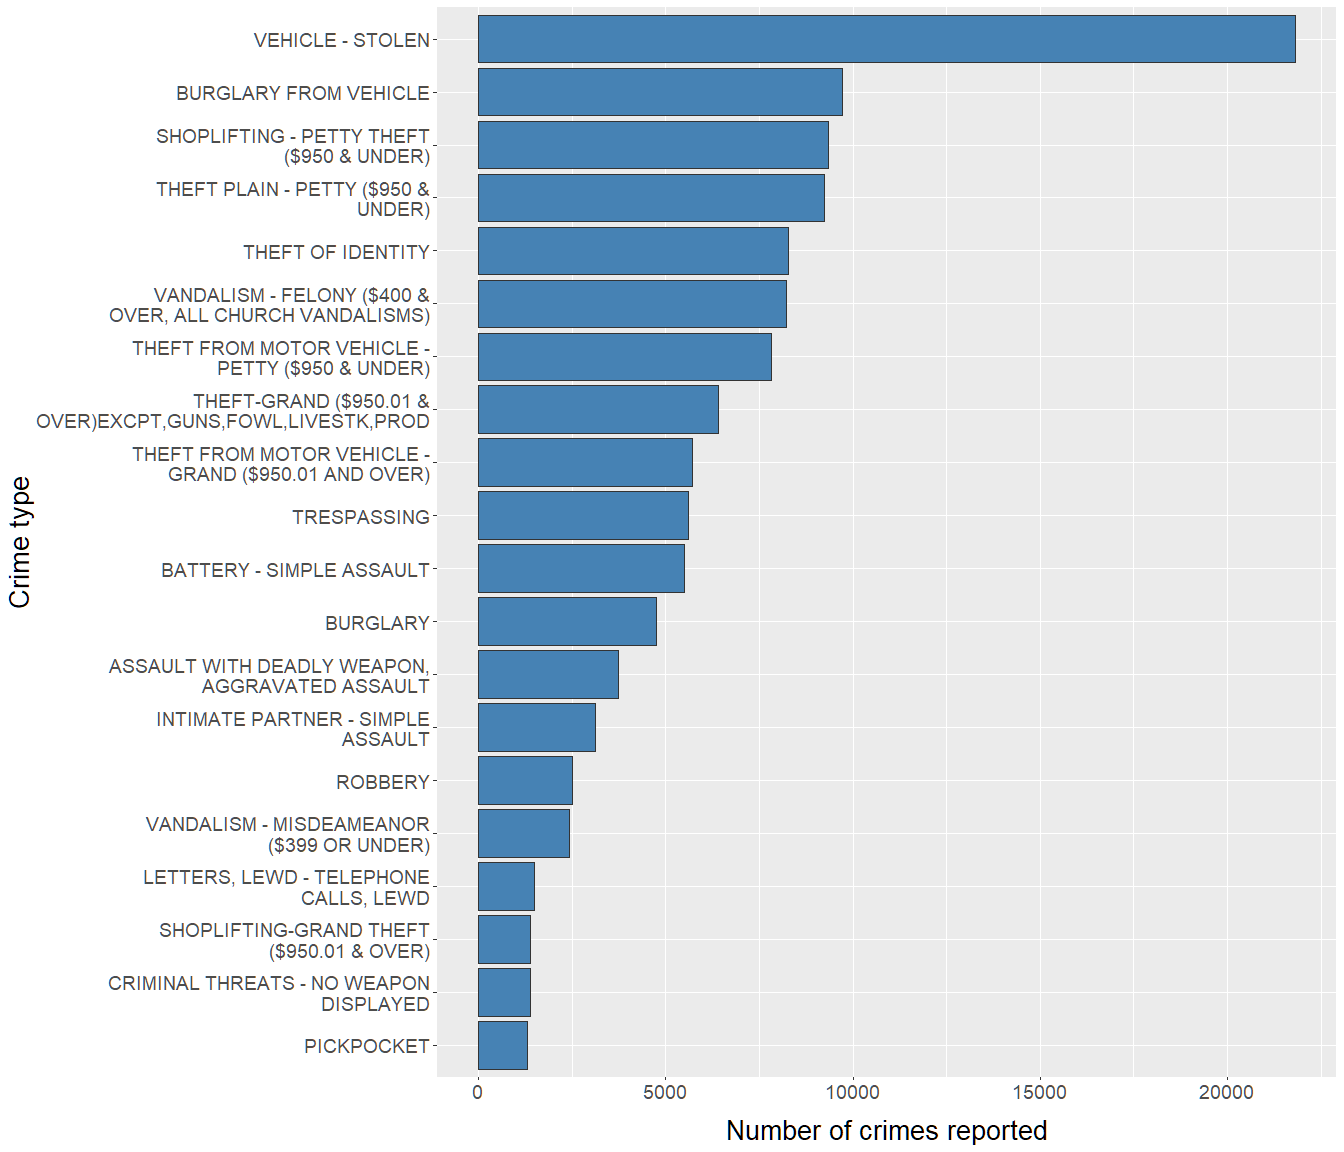 VEHICLE - STOLEN
BURGLARY FROM VEHICLE
SHOPLIFTING - PETTY THEFT
($950 & UNDER)
THEFT PLAIN - PETTY ($950 &
UNDER)
THEFT OF IDENTITY
VANDALISM - FELONY ($400 &
OVER, ALL CHURCH VANDALISMS)
THEFT FROM MOTOR VEHICLE -
PETTY ($950 & UNDER)
THEFT-GRAND ($950.01 &
OVER)EXCPT,GUNS,FOWL,LIVESTK,PROD
THEFT FROM MOTOR VEHICLE -
GRAND ($950.01 AND OVER)
TRESPASSING
BATTERY - SIMPLE ASSAULT
BURGLARY
ASSAULT WITH DEADLY WEAPON,
AGGRAVATED ASSAULT
INTIMATE PARTNER - SIMPLE
ASSAULT
ROBBERY
VANDALISM - MISDEAMEANOR
($399 OR UNDER)
LETTERS, LEWD - TELEPHONE
CALLS, LEWD
SHOPLIFTING-GRAND THEFT
($950.01 & OVER)
CRIMINAL THREATS - NO WEAPON
DISPLAYED
PICKPOCKET
Crime type
0 5000 10000 15000 20000
Number of crimes reported